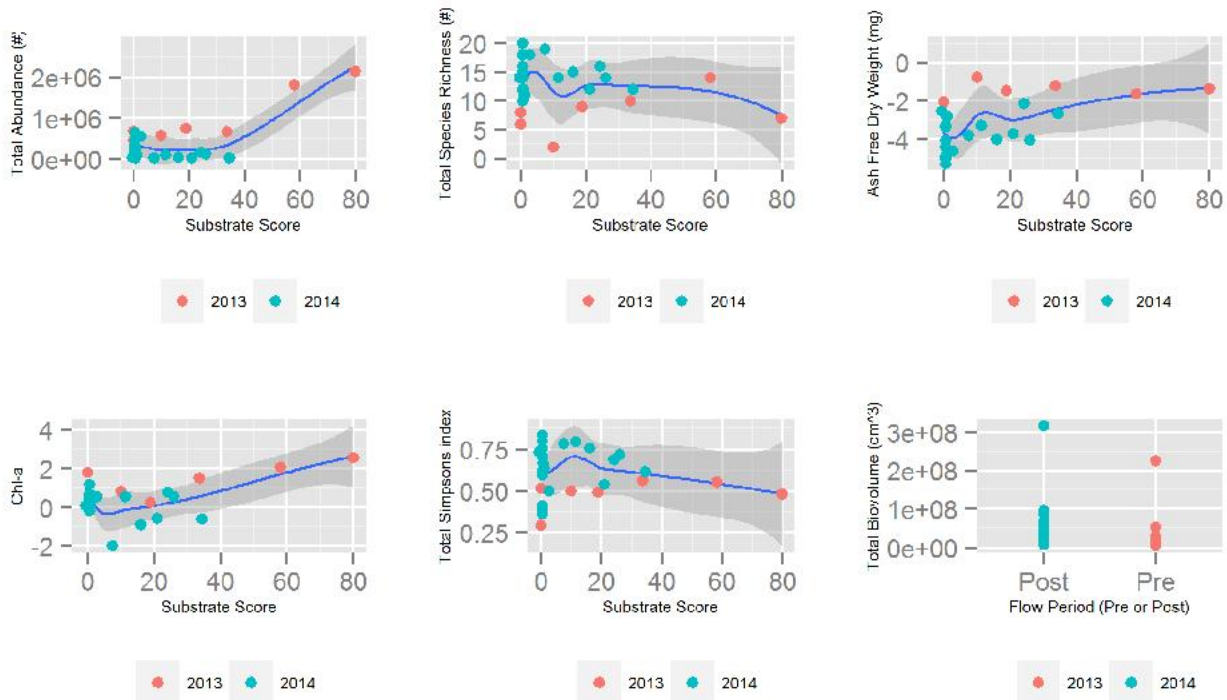 Total Abundance (#)
2e+06
1e+06
0e+00
0 20 40 60 80
Substrate Score
2013 2014
Total Species Richness (#)
20
15
10
5
0
0 20 40 60 80
Substrate Score
2013 2014
Ash Free Dry Weight (mg)
0
-2
-4
0 20 40 60 80
Substrate Score
2013 2014
Chl-a
4
2
0
-2
0 20 40 60 80
Substrate Score
2013 2014
Total Simpsons index
0.75
0.50
0.25
0 20 40 60 80
Substrate Score
2013 2014
Total Biovolume (cm^3)
3e+08
2e+08
1e+08
0e+00
Post Pre
Flow Period (Pre or Post)
2013 2014